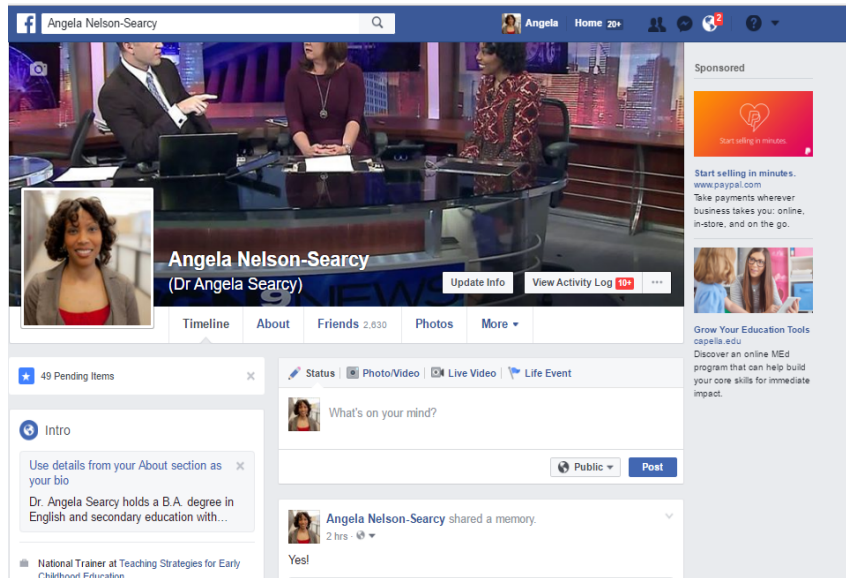 f
Angela Nelson-Searcy
Angela
Home 20+
2
?
Angela Nelson-Searcy
(Dr Angela Searcy)
9NEWS
Update Info
View Activity Log 10+
...
Timeline
About
Friends 2,630
Photos
More
49 Pending Items
×
Intro
Use details from your About section as
your bio
×
Dr. Angela Searcy holds a B.A. degree in
English and secondary education with...
National Trainer at Teaching Strategies for Early
Childhood Education
Status
Photo/Video
Live Video
Life Event
What's on your mind?
Public
Post
Angela Nelson-Searcy shared a memory.
2 hrs ·
Yes!
Sponsored
Start selling in minutes.
Start selling in minutes.
www.paypal.com
Take payments wherever
business takes you: online,
in-store, and on the go.
Grow Your Education Tools
capella.edu
Discover an online MEd
program that can help build
your core skills for immediate
impact.